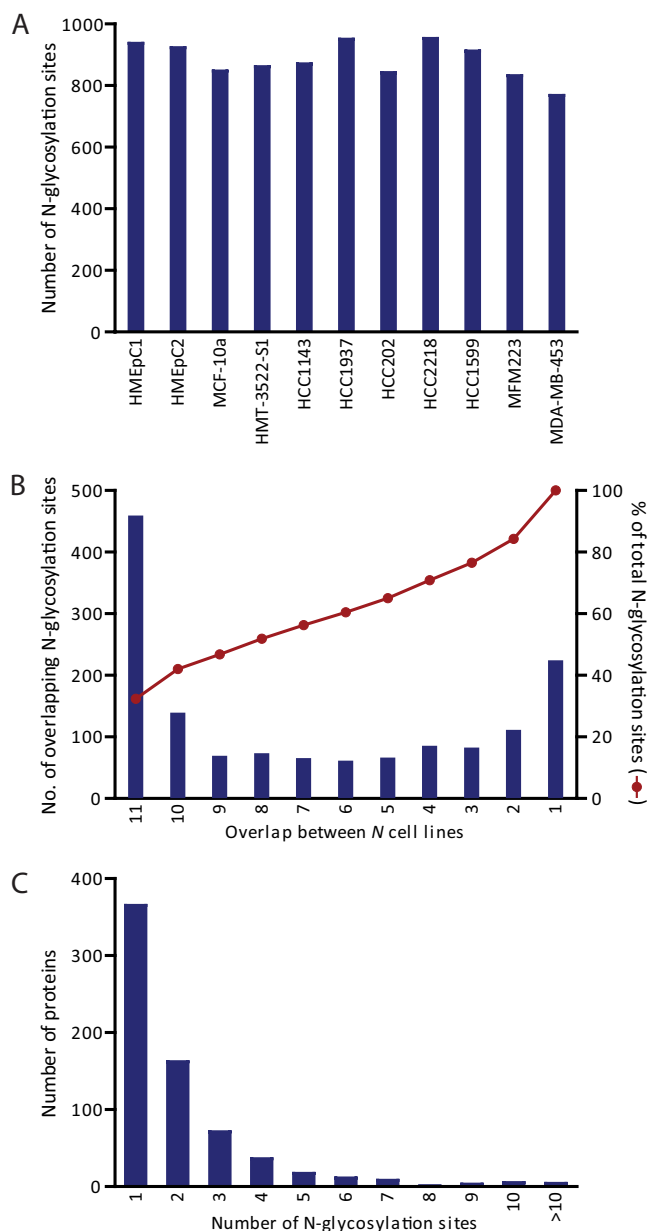 A
Number of N-glycosylation sites
1000
800
600
400
200
0
HMEpC1
HMEpC2
MCF-10a
HMT-3522-S1
HCC1143
HCC1937
HCC202
HCC2218
HCC1599
MFM223
MDA-MB-453
B
No. of overlapping N-glycosylation sites
500
400
300
200
100
0
100
80
60
40
20
0
% of total N-glycosylation sites ( )
11
10
9
8
7
6
5
4
3
2
1
Overlap between N cell lines
C
Number of proteins
400
300
200
100
0
1
2
3
4
5
6
7
8
9
10
>10
Number of N-glycosylation sites